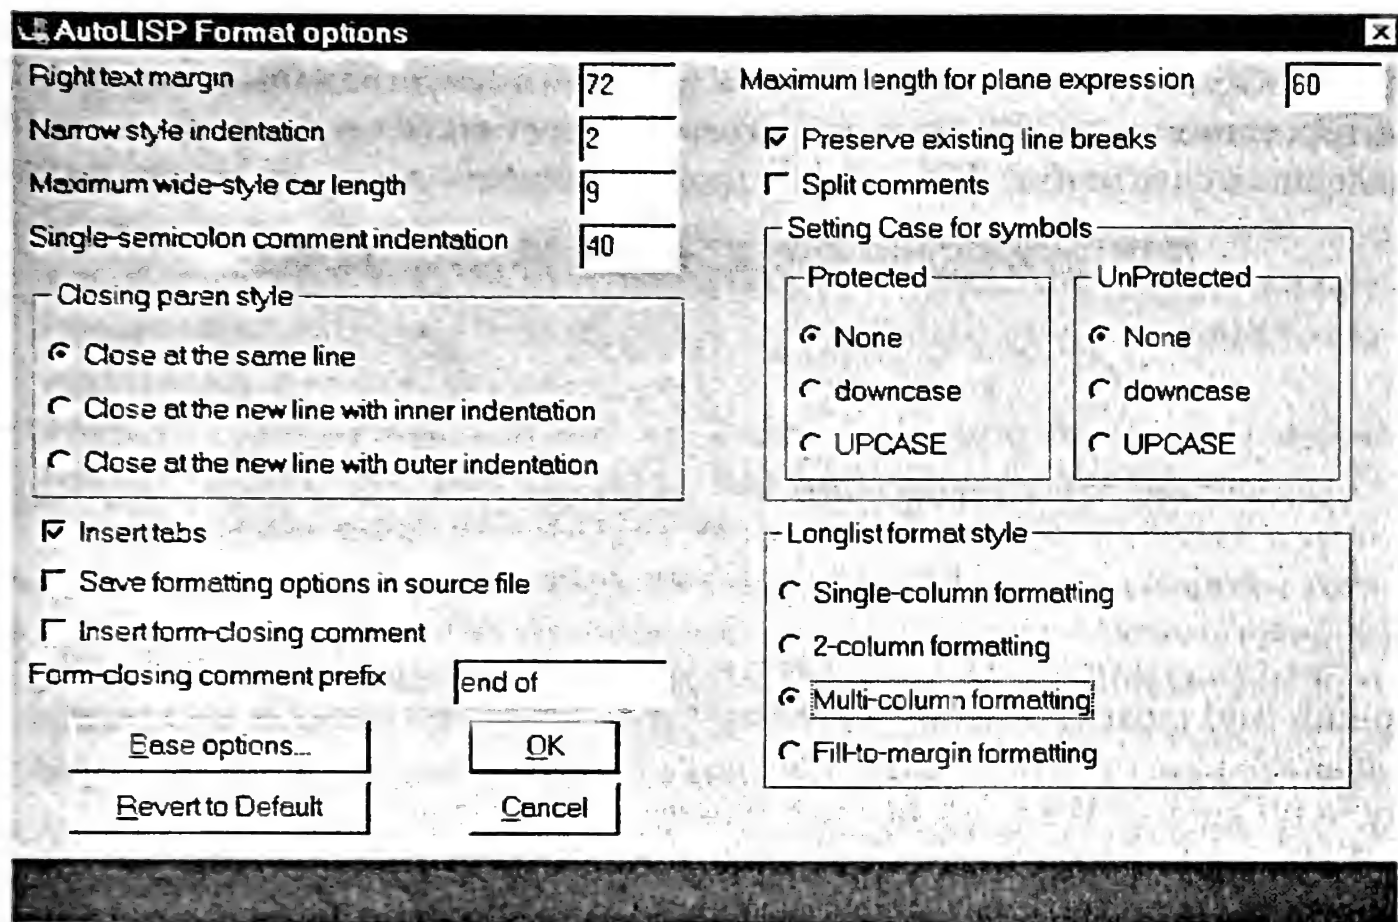 AutoLISP Format options
Right text margin
72
Narrow style indentation
2
Maximum wide-style car length
9
Single-semicolon comment indentation
40
Closing paren style
Close at the same line
Close at the new line with inner indentation
Close at the new line with outer indentation
Insert tabs
Save formatting options in source file
Insert form-closing comment
Form-closing comment prefix
end of
Base options...
OK
Revert to Default
Cancel
Maximum length for plane expression
60
Preserve existing line breaks
Split comments
Setting Case for symbols
Protected
None
downcase
UPCASE
UnProtected
None
downcase
UPCASE
Longlist format style
Single-column formatting
2-column formatting
Multi-column formatting
Fill-to-margin formatting